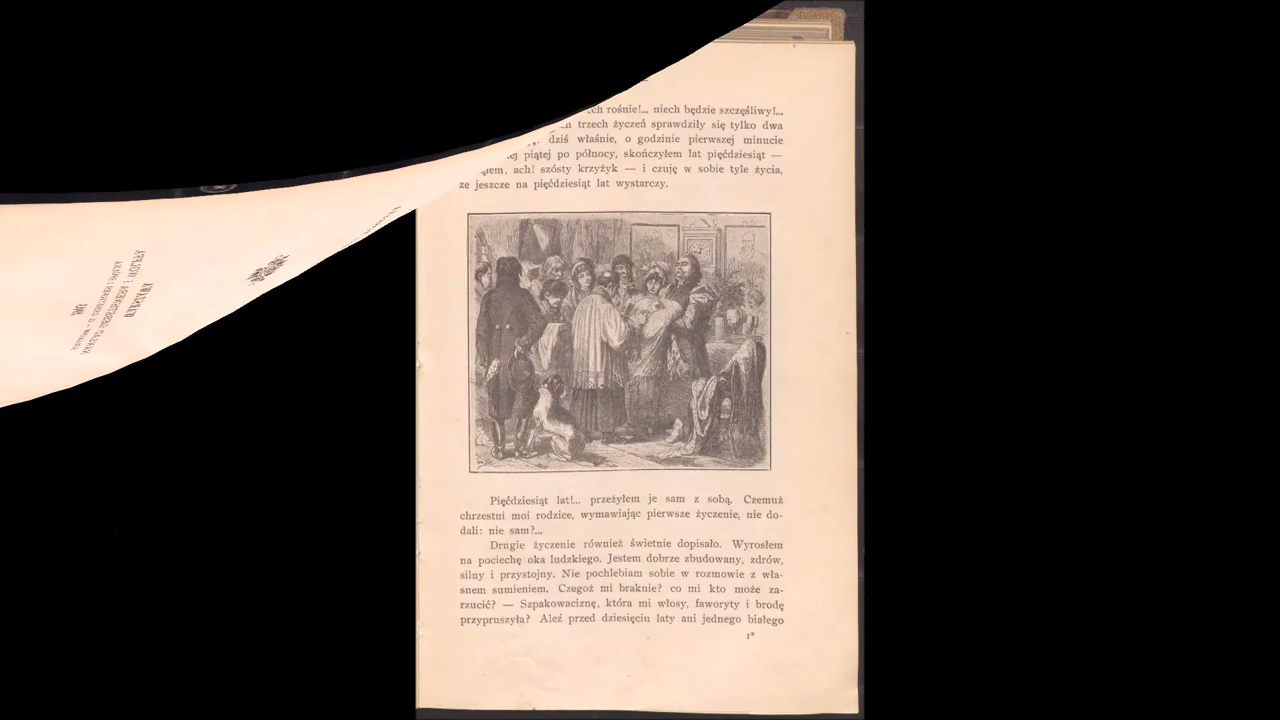 rośnie!... niech będzie szczęśliwy!...
trzech życzeń sprawdziły się tylko dwa
dziś właśnie, o godzinie pierwszej minucie
piątej po północy, skończyłem lat pięćdziesiąt —
ach! szósty krzyżyk — i czuję w sobie tyle życia,
że jeszcze na pięćdziesiąt lat wystarczy.
Pięćdziesiąt lat!... przeżyłem je sam z sobą. Czemuż
chrzestni moi rodzice, wymawiając pierwsze życzenie, nie do-
dali: nie sam?...
Drugie życzenie również świetnie dopisało. Wyrosłem
na pociechę oka ludzkiego. Jestem dobrze zbudowany, zdrów,
silny i przystojny. Nie pochlebiam sobie w rozmowie z wła-
snem sumieniem. Czegoż mi braknie? co mi kto może za-
rzucić? — Szpakowaciznę, która mi włosy, faworyty i brodę
przypruszyła? Aleź przed dziesięciu laty ani jednego białego
1*